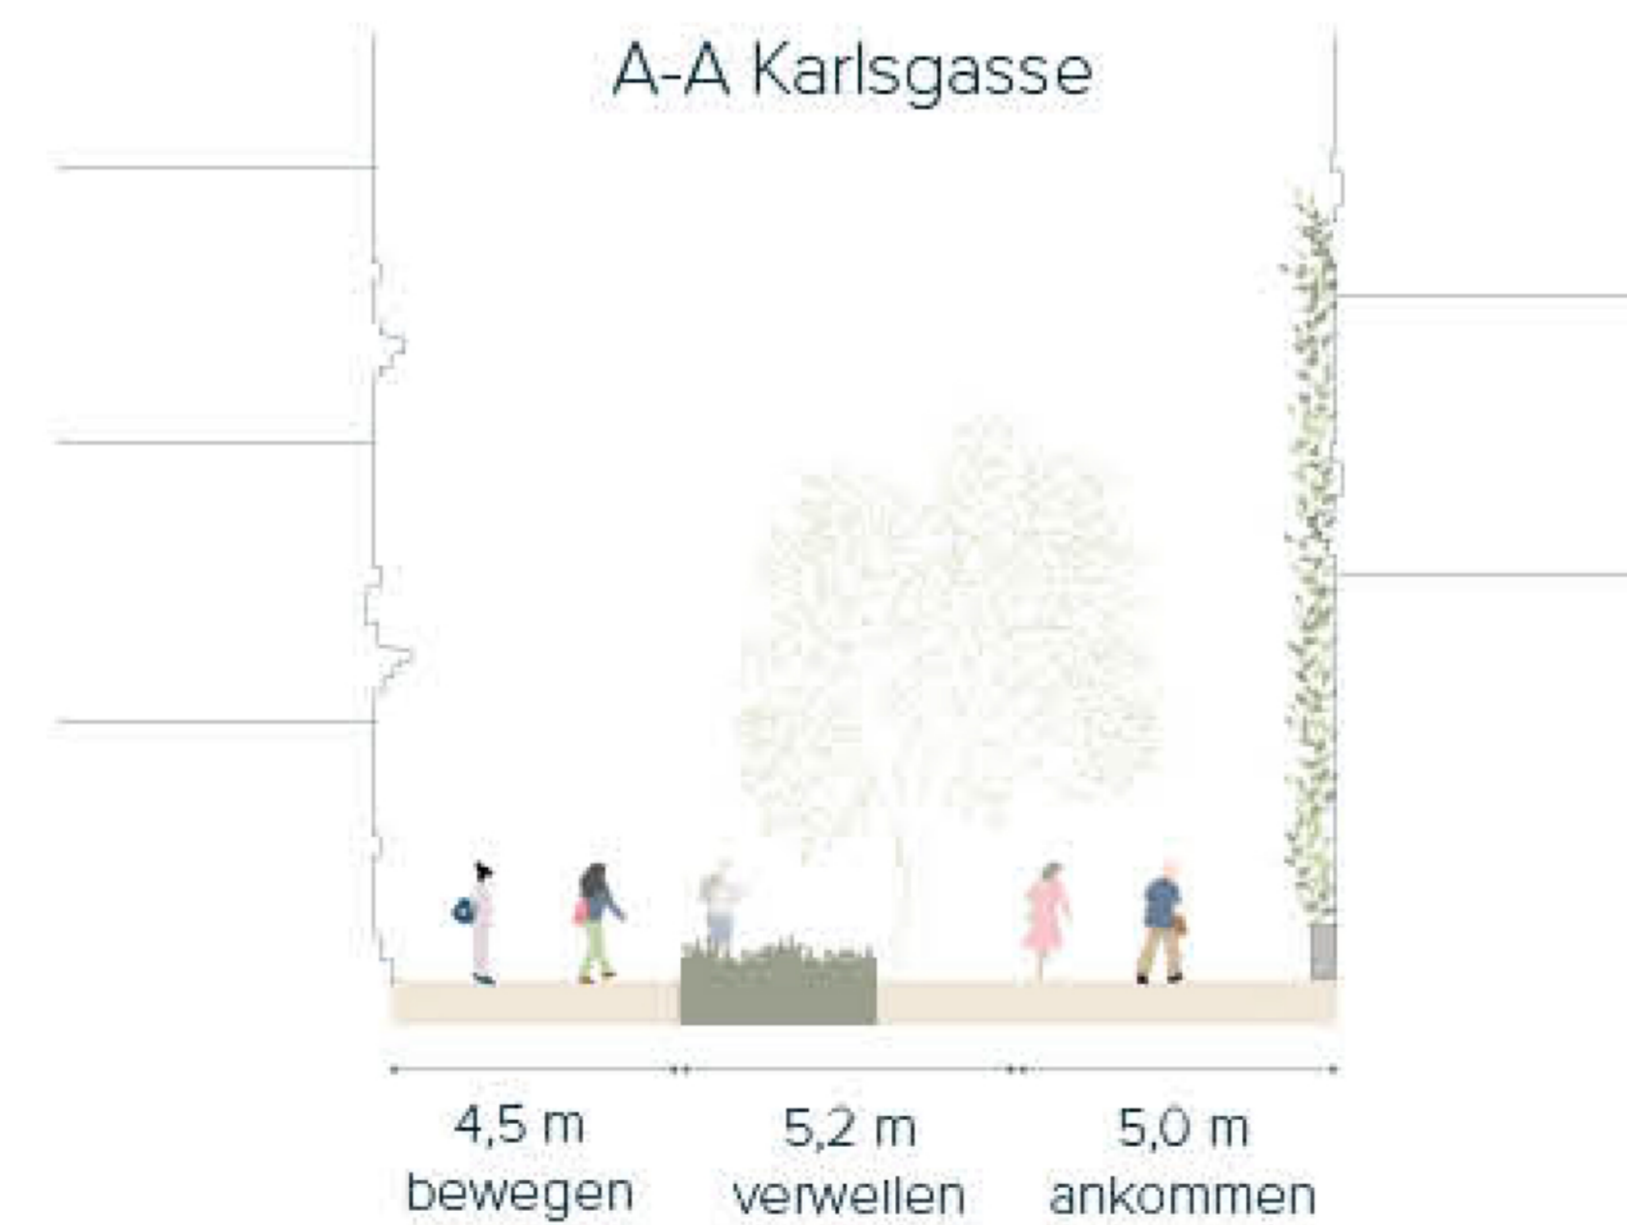 A-A Karlsgasse
4,5 m
5,2 m
5,0 m
bewegen
verweilen
ankommen